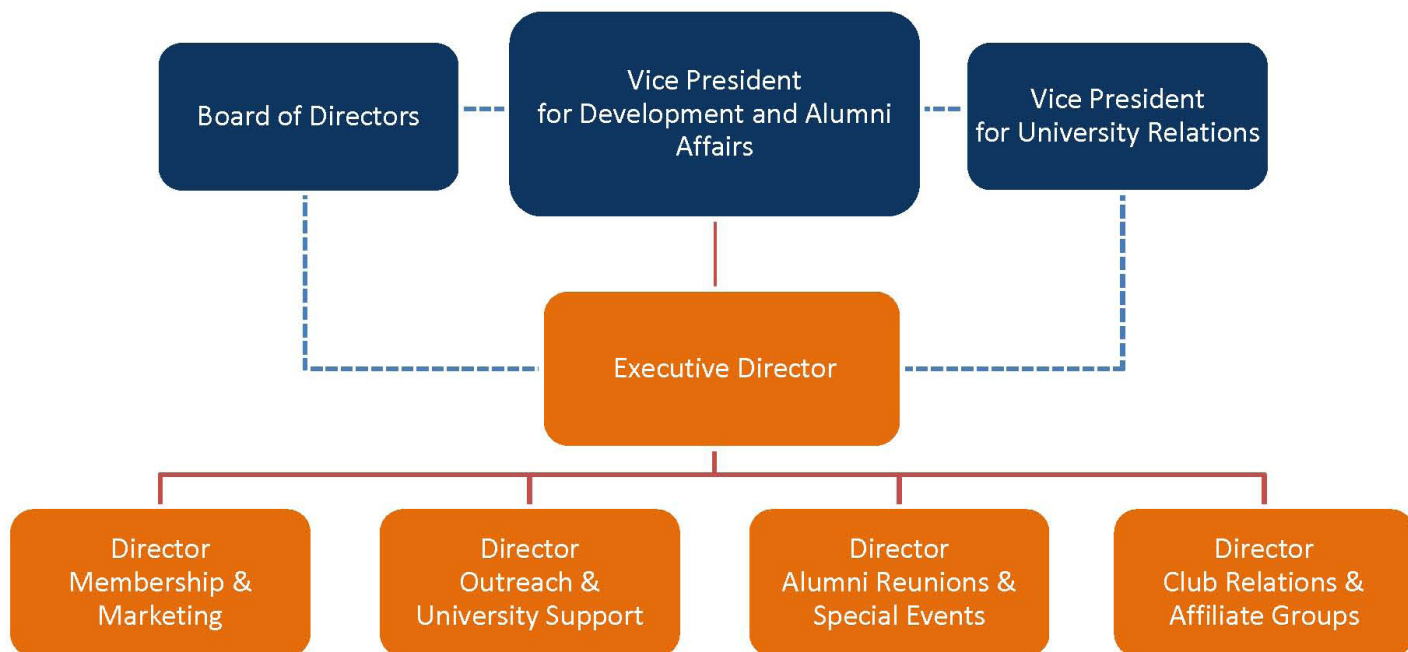 Board of Directors
Vice President
for Development and Alumni
Affairs
Vice President
for University Relations
Executive Director
Director
Membership &
Marketing
Director
Outreach &
University Support
Director
Alumni Reunions &
Special Events
Director
Club Relations &
Affiliate Groups